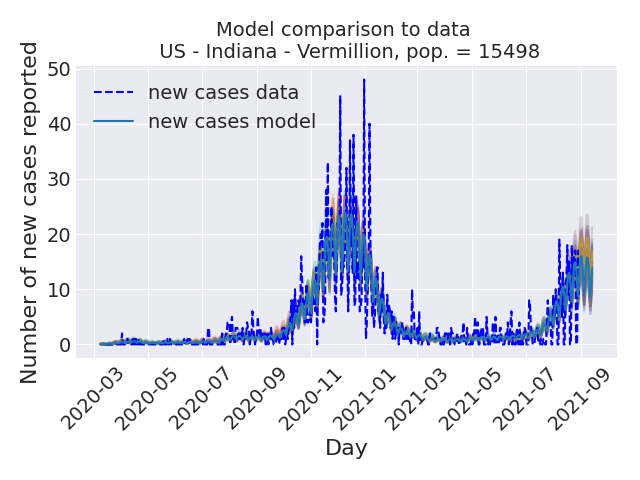 Model comparison to data
US - Indiana - Vermillion, pop. = 15498
Number of new cases reported
50
40
30
20
10
0
new cases data
new cases model
2020-03
2020-05
2020-07
2020-09
2020-11
2021-01
2021-03
2021-05
2021-07
2021-09
Day